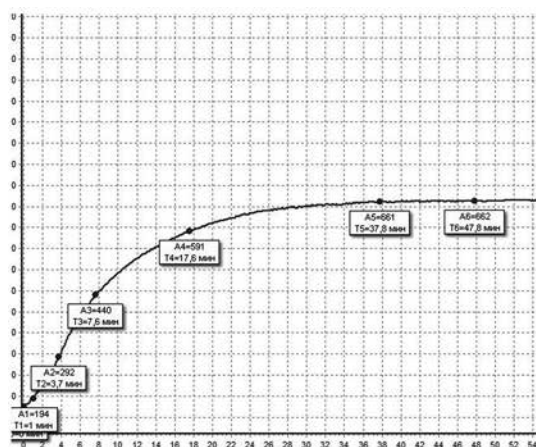 A5=661
T5=37,8 мин
A6=662
T6=47,8 мин
A4=591
T4=17,6 мин
A3=440
T3=7,6 мин
A2=292
T2=3,7 мин
A1=194
T1=1 мин
0 2 4 6 8 10 12 14 16 18 20 22 24 26 28 30 32 34 36 38 40 42 44 46 48 50 52